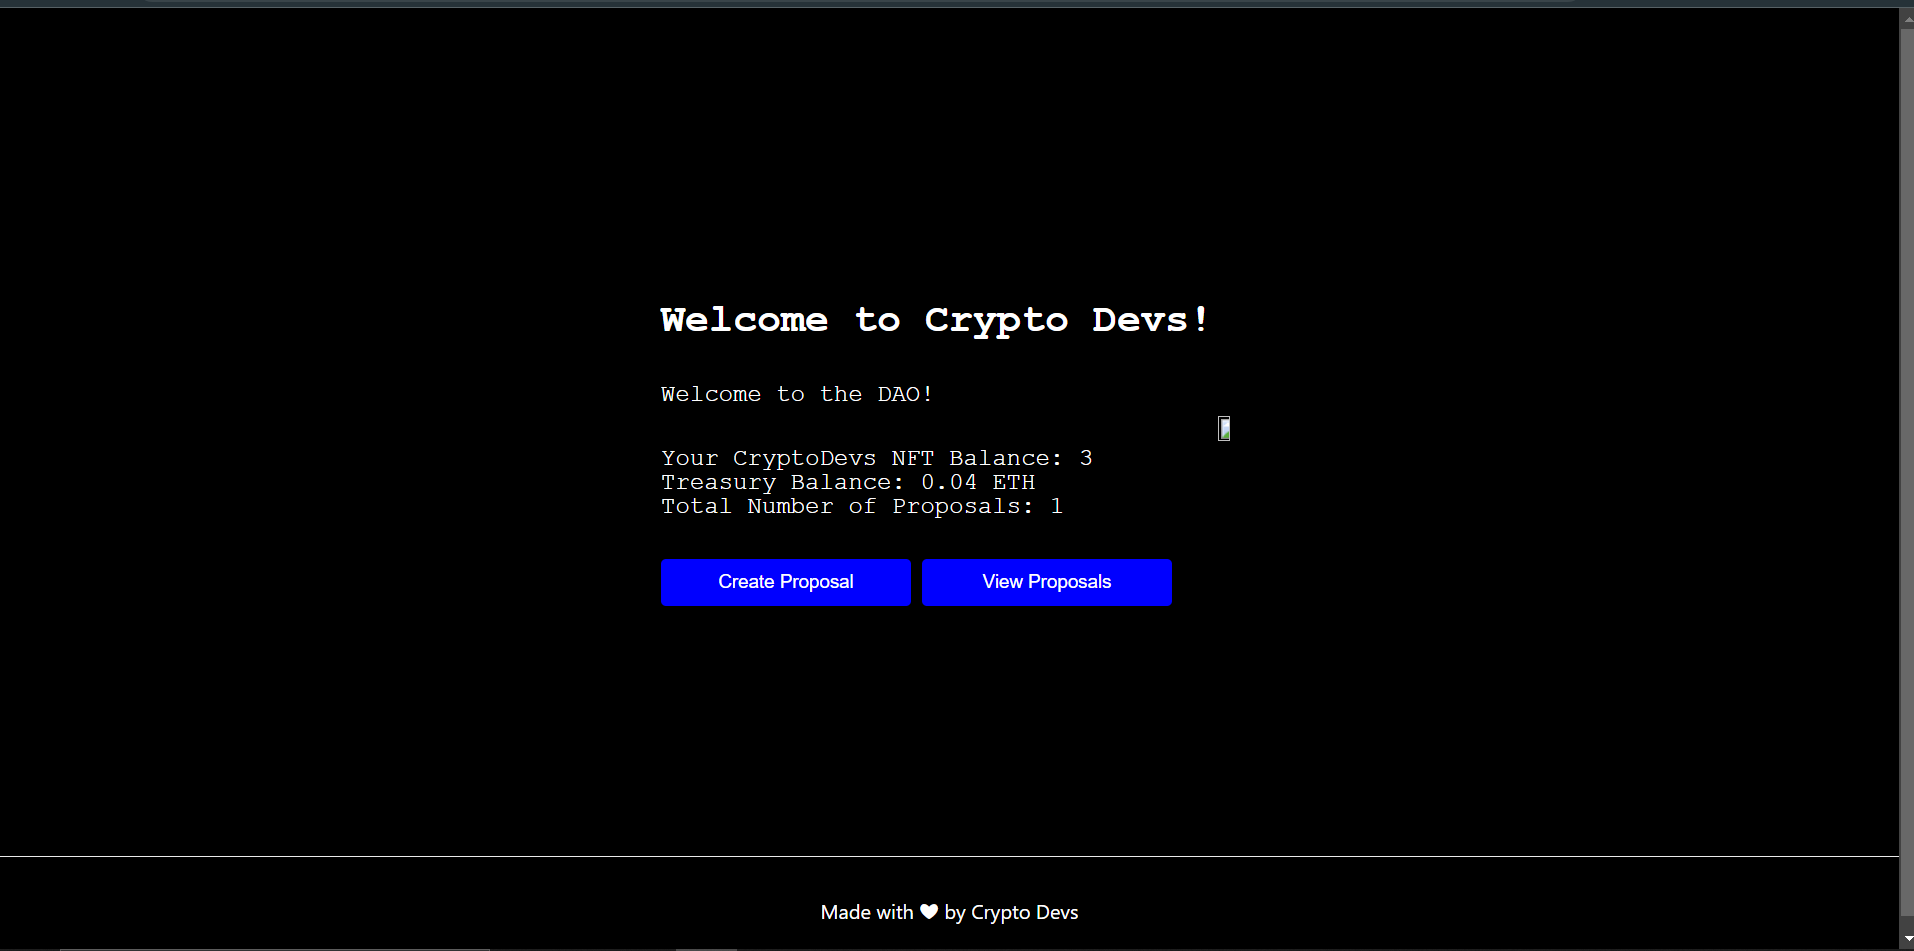 Welcome to Crypto Devs!
Welcome to the DAO!
Your CryptoDevs NFT Balance: 3
Treasury Balance: 0.04 ETH
Total Number of Proposals: 1
Create Proposal View Proposals
Made with ♥ by Crypto Devs